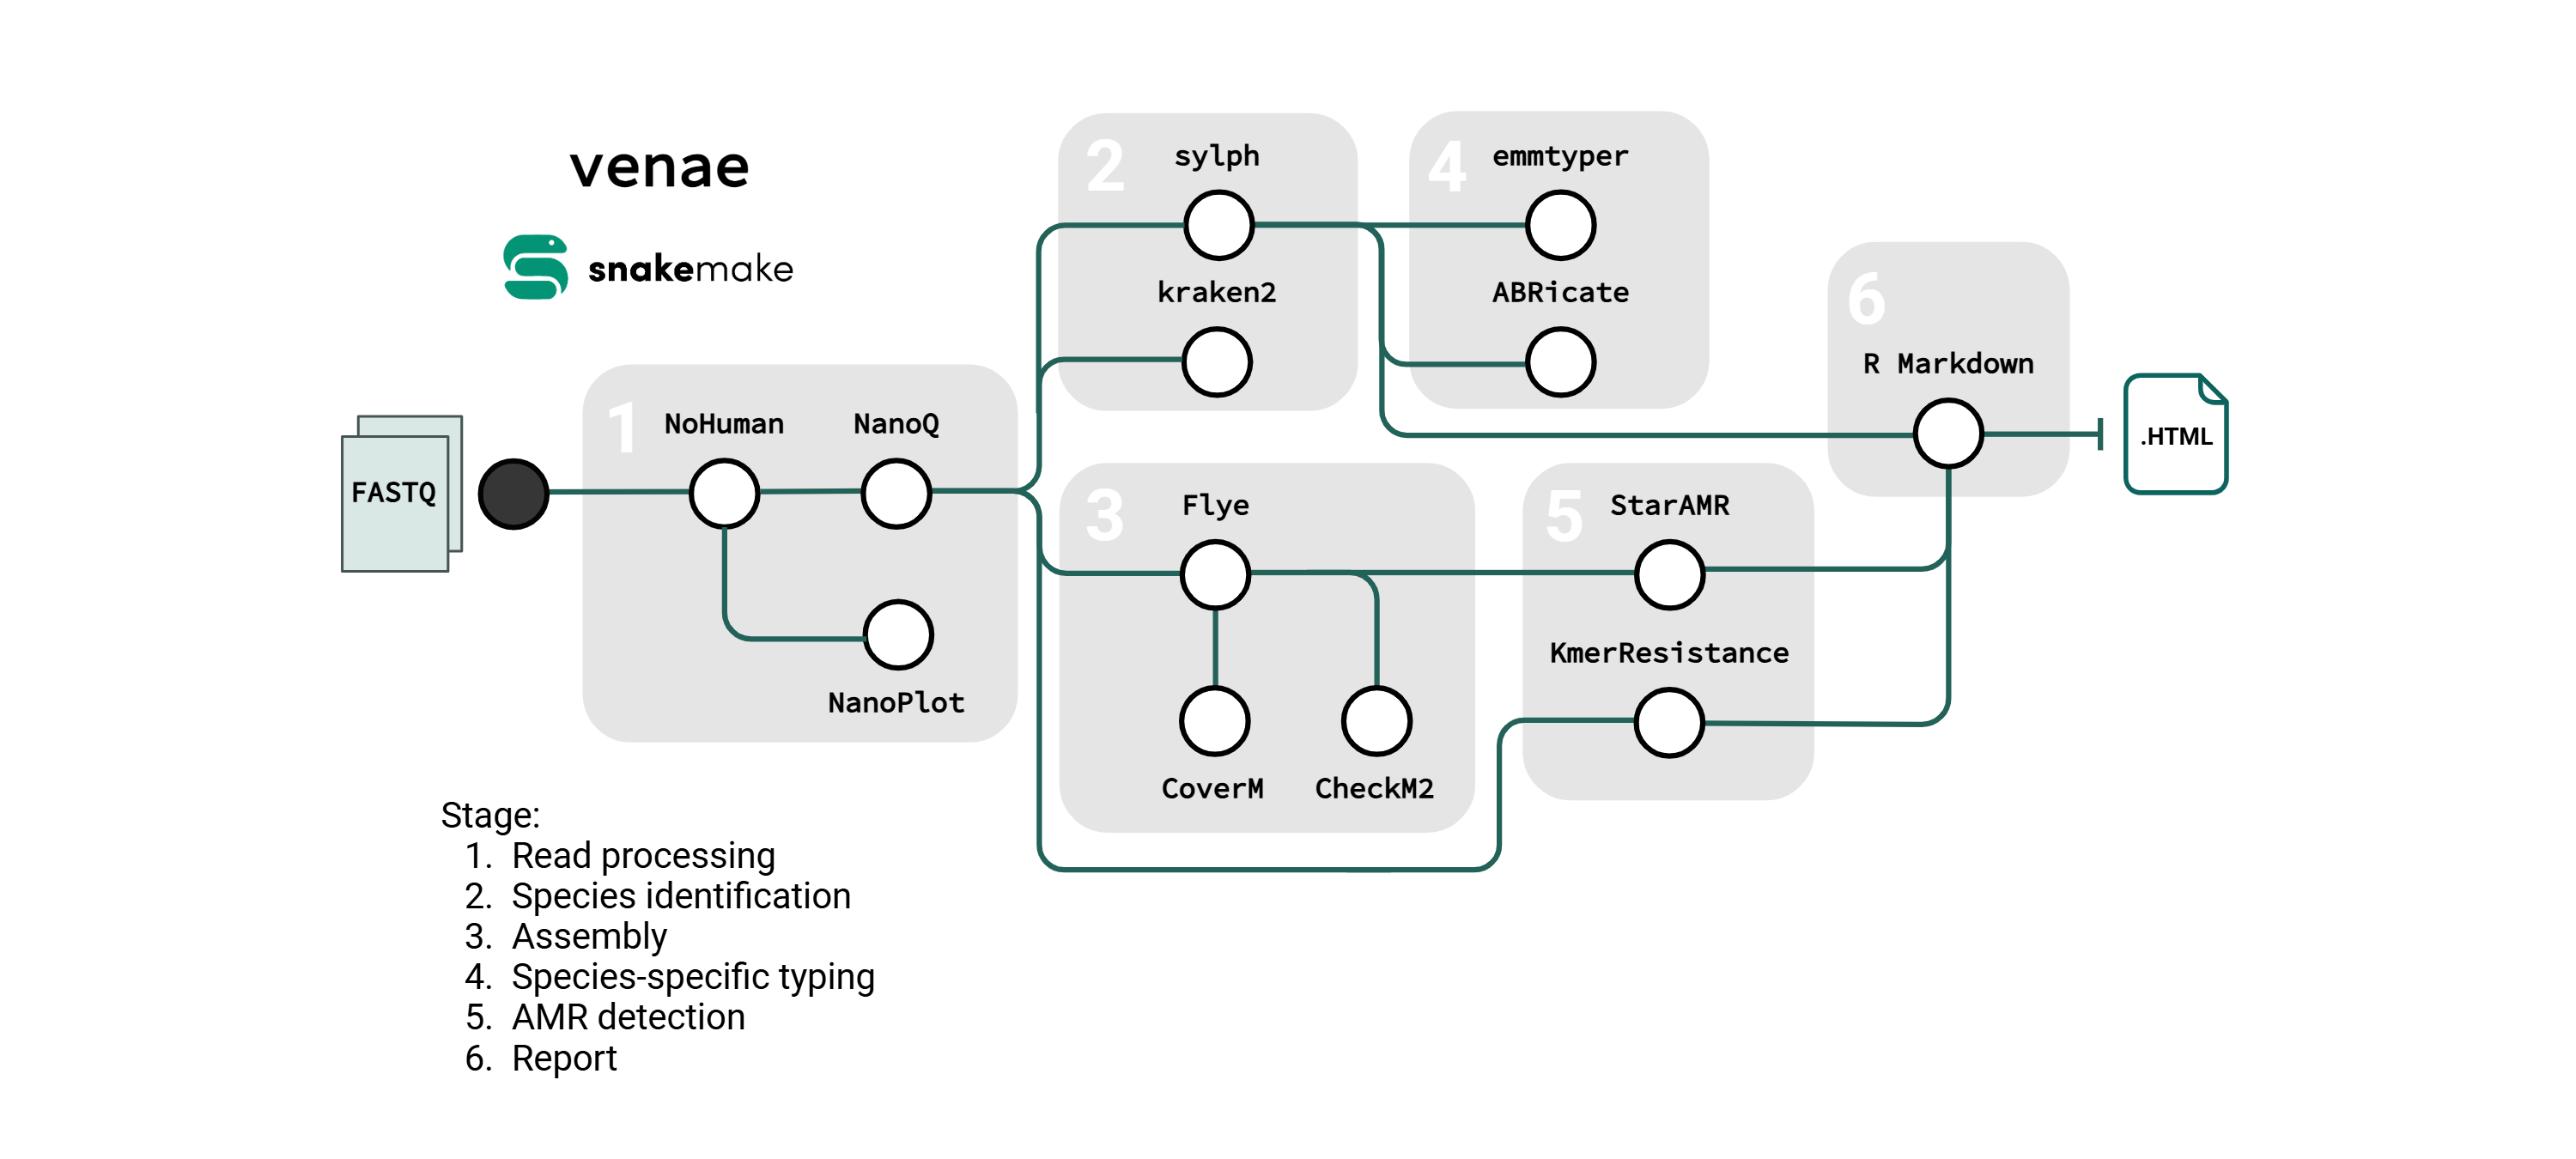 venae
snakemake
FASTQ
1
NoHuman
NanoQ
NanoPlot
2
sylph
kraken2
3
Flye
CoverM
CheckM2
4
emmtyper
ABRicate
5
StarAMR
KmerResistance
6
R Markdown
.HTML
Stage:
1. Read processing
2. Species identification
3. Assembly
4. Species-specific typing
5. AMR detection
6. Report